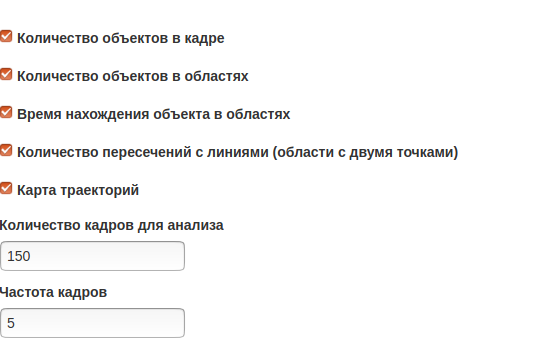 Количество объектов в кадре
Количество объектов в областях
Время нахождения объекта в областях
Количество пересечений с линиями (области с двумя точками)
Карта траекторий
Количество кадров для анализа
150
Частота кадров
5